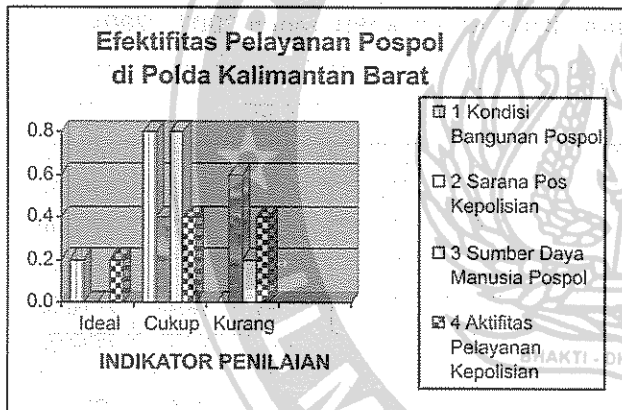 Efektifitas Pelayanan Pospol
di Polda Kalimantan Barat
0.8
0.6
0.4
0.2
0.0
Ideal Cukup Kurang
INDIKATOR PENILAIAN
1 Kondisi
Bangunan Pospol
2 Sarana Pos
Kepolisian
3 Sumber Daya
Manusia Pospol
4 Aktifitas
Pelayanan
Kepolisian
BHAKTI - DH